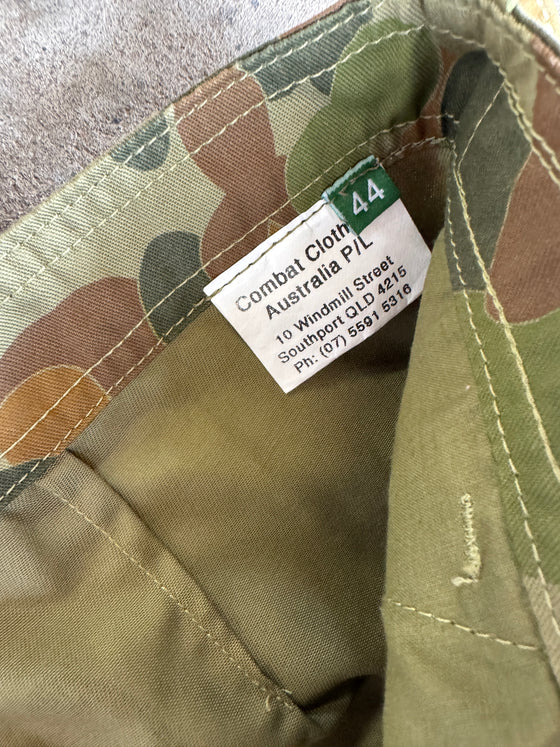 44
Combat Cloth
Australia P/L
10 Windmill Street
Southport QLD 4215
Ph: (07) 5591 5316